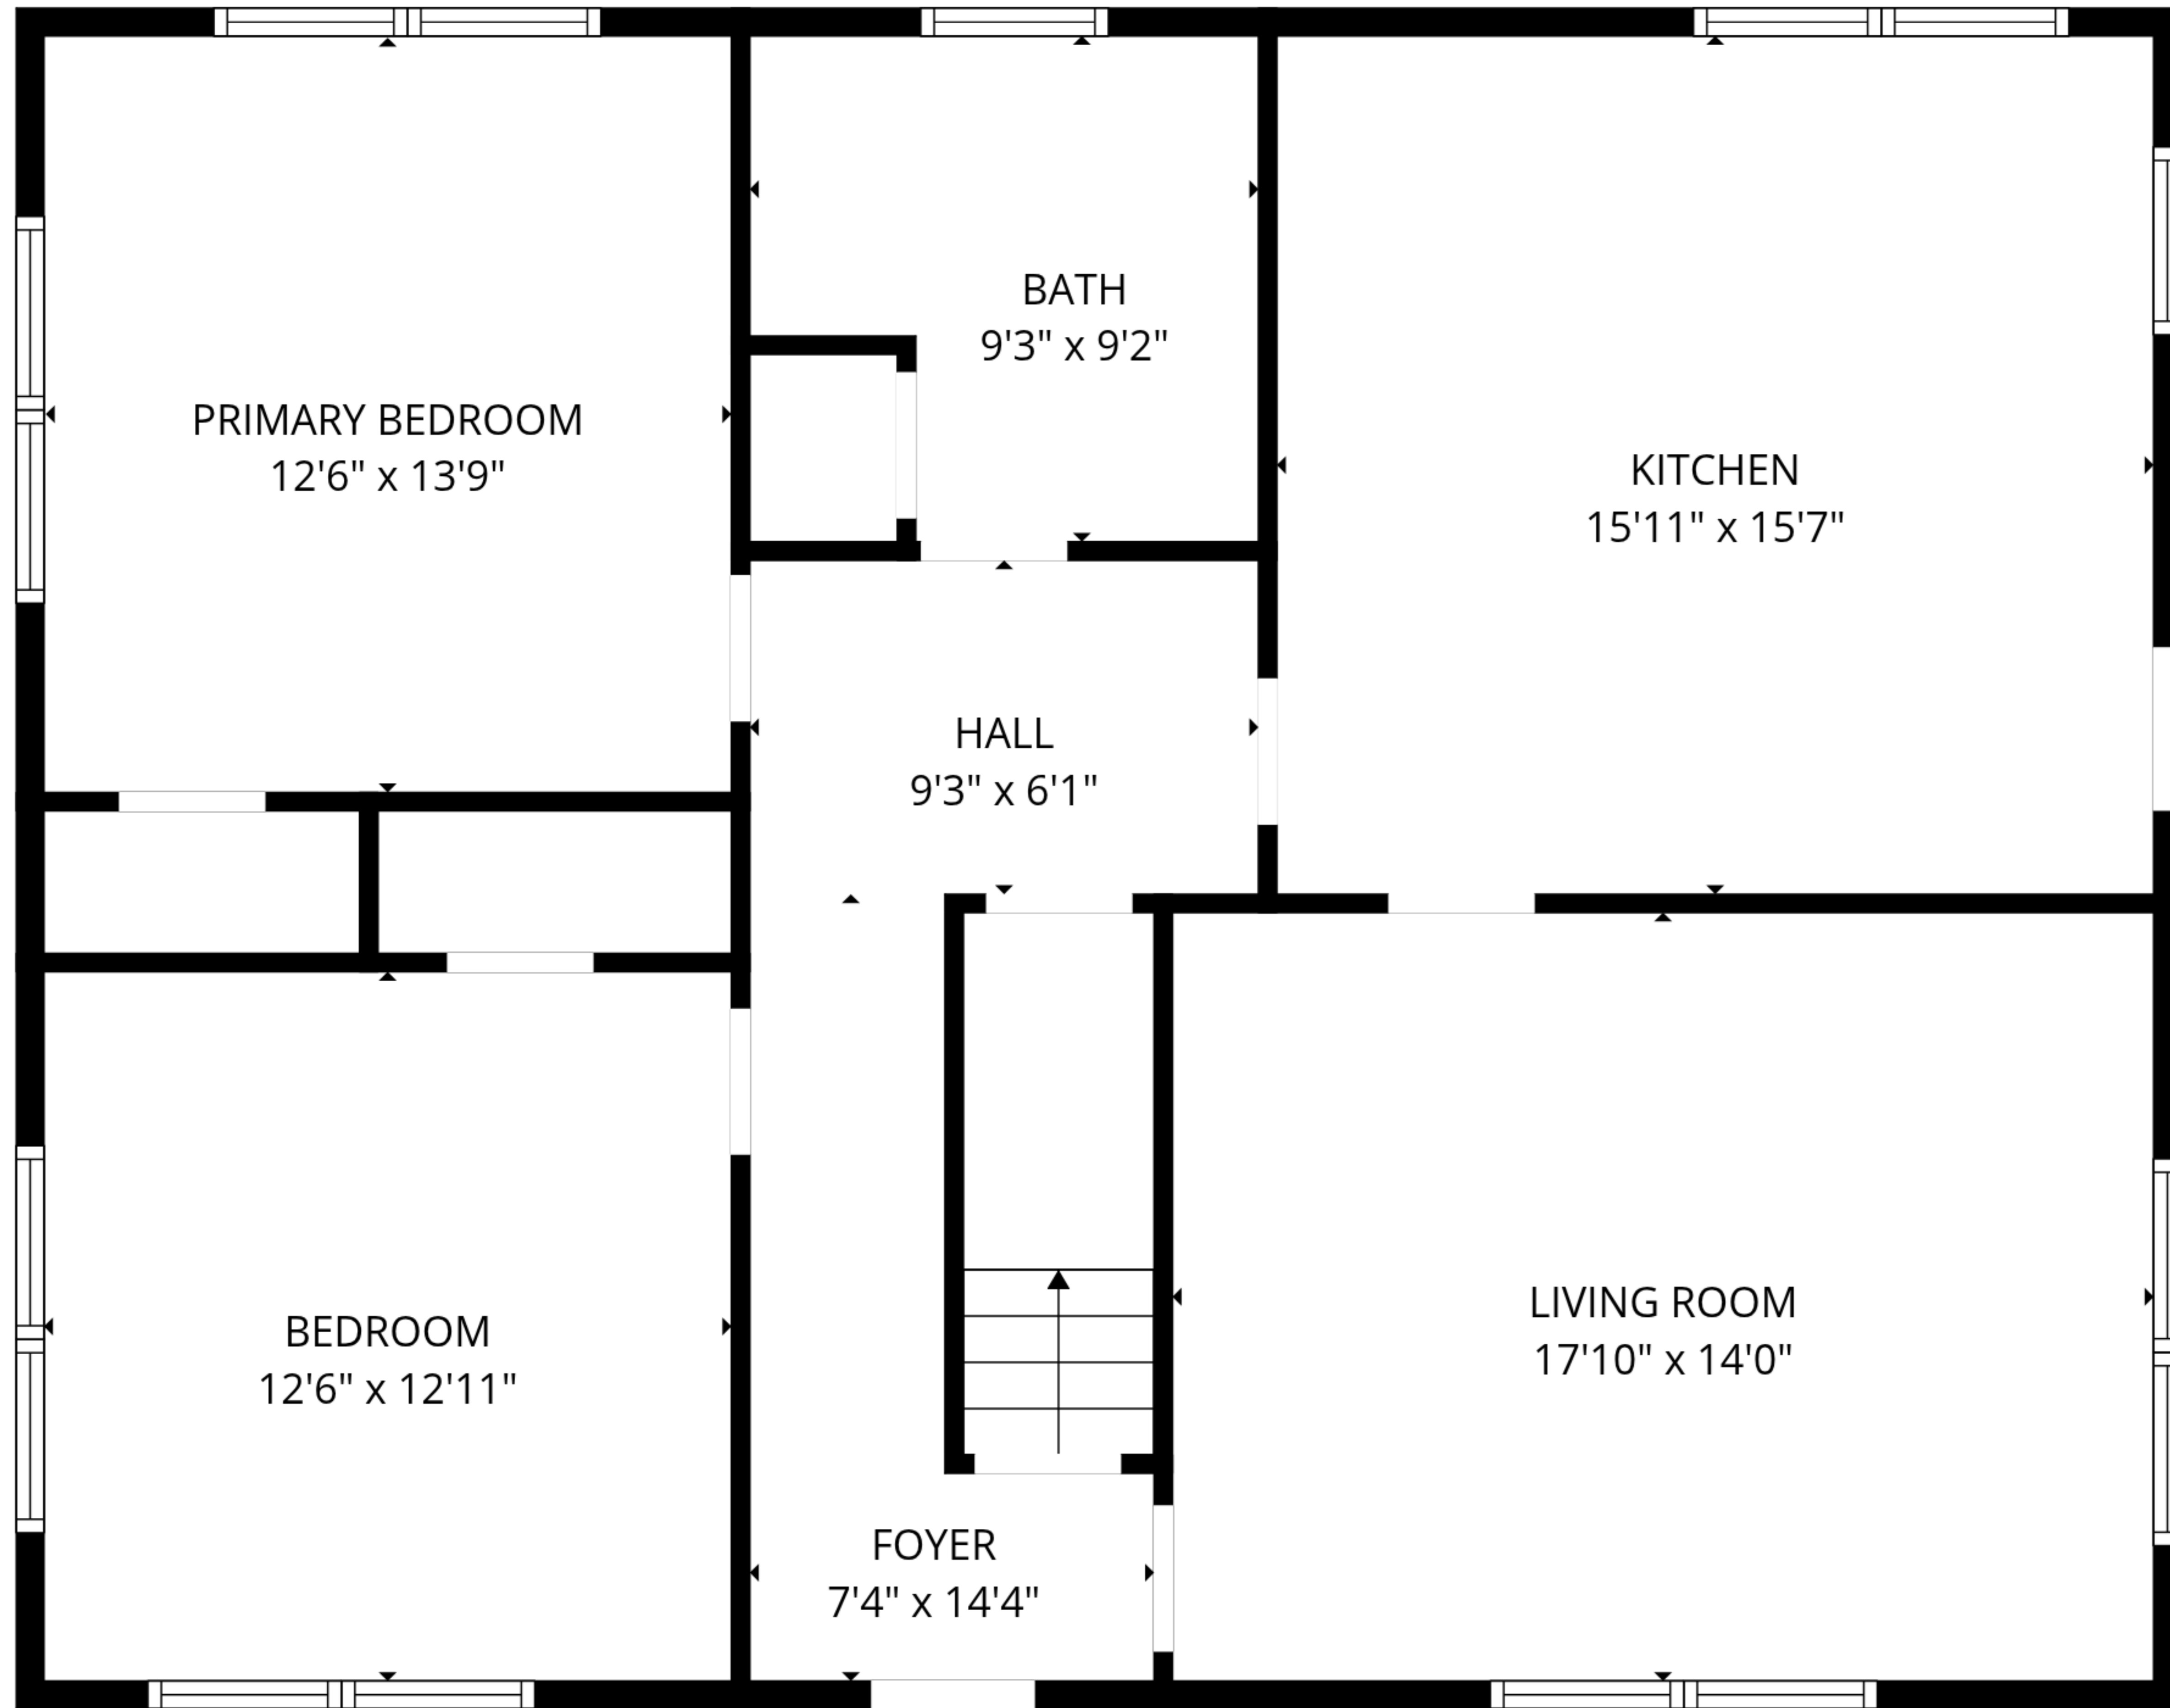 BATH
9'3" x 9'2"
PRIMARY BEDROOM
12'6" x 13'9"
KITCHEN
15'11" x 15'7"
HALL
9'3" x 6'1"
BEDROOM
12'6" x 12'11"
LIVING ROOM
17'10" x 14'0"
FOYER
7'4" x 14'4"